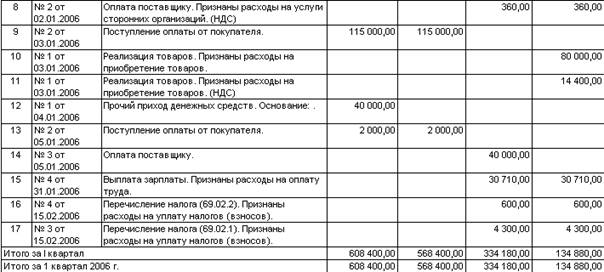 8 № 2 от Оплата поставщику. Признаны расходы на услуги 360,00 360,00
02.01.2006 сторонних организаций. (НДС)
9 № 2 от Поступление оплаты от покупателя. 115 000,00 115 000,00
03.01.2006
10 № 1 от Реализация товаров. Признаны расходы на 80 000,00
03.01.2006 приобретение товаров.
11 № 1 от Реализация товаров. Признаны расходы на 14 400,00
03.01.2006 приобретение товаров. (НДС)
12 № 1 от Прочий приход денежных средств. Основание: . 40 000,00
04.01.2006
13 № 2 от Поступление оплаты от покупателя. 2 000,00 2 000,00
05.01.2006
14 № 3 от Оплата поставщику. 40 000,00
05.01.2006
15 № 4 от Выплата зарплаты. Признаны расходы на оплату 30 710,00 30 710,00
31.01.2006 труда.
16 № 4 от Перечисление налога (69.02.2). Признаны 600,00 600,00
15.02.2006 расходы на уплату налогов (взносов).
17 № 3 от Перечисление налога (69.02.1). Признаны 4 300,00 4 300,00
15.02.2006 расходы на уплату налогов (взносов).
Итого за I квартал 608 400,00 568 400,00 334 180,00 134 880,00
Итого за 1 квартал 2006 г. 608 400,00 568 400,00 334 180,00 134 880,00